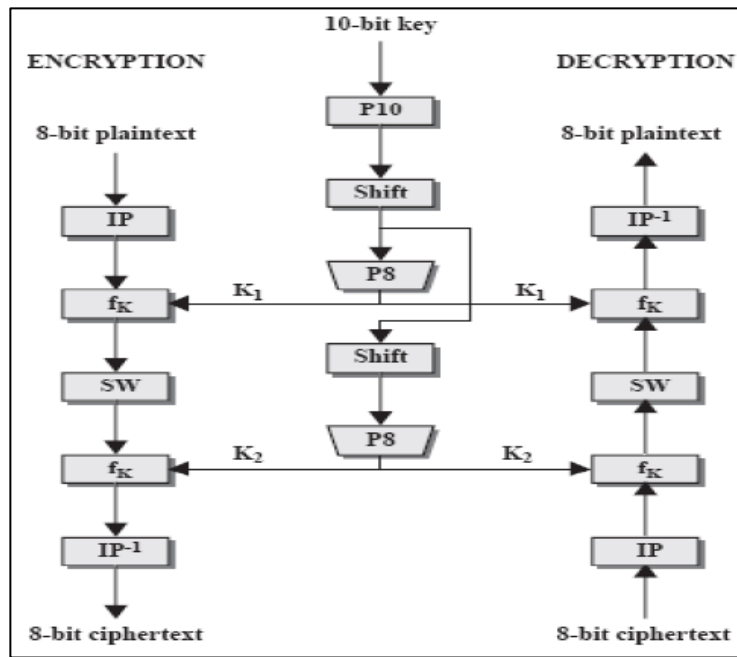 10-bit key
ENCRYPTION
DECRYPTION
P10
8-bit plaintext
8-bit plaintext
Shift
IP
IP-1
P8
K1
K1
fK
fK
Shift
SW
SW
P8
K2
K2
fK
fK
IP-1
IP
8-bit ciphertext
8-bit ciphertext